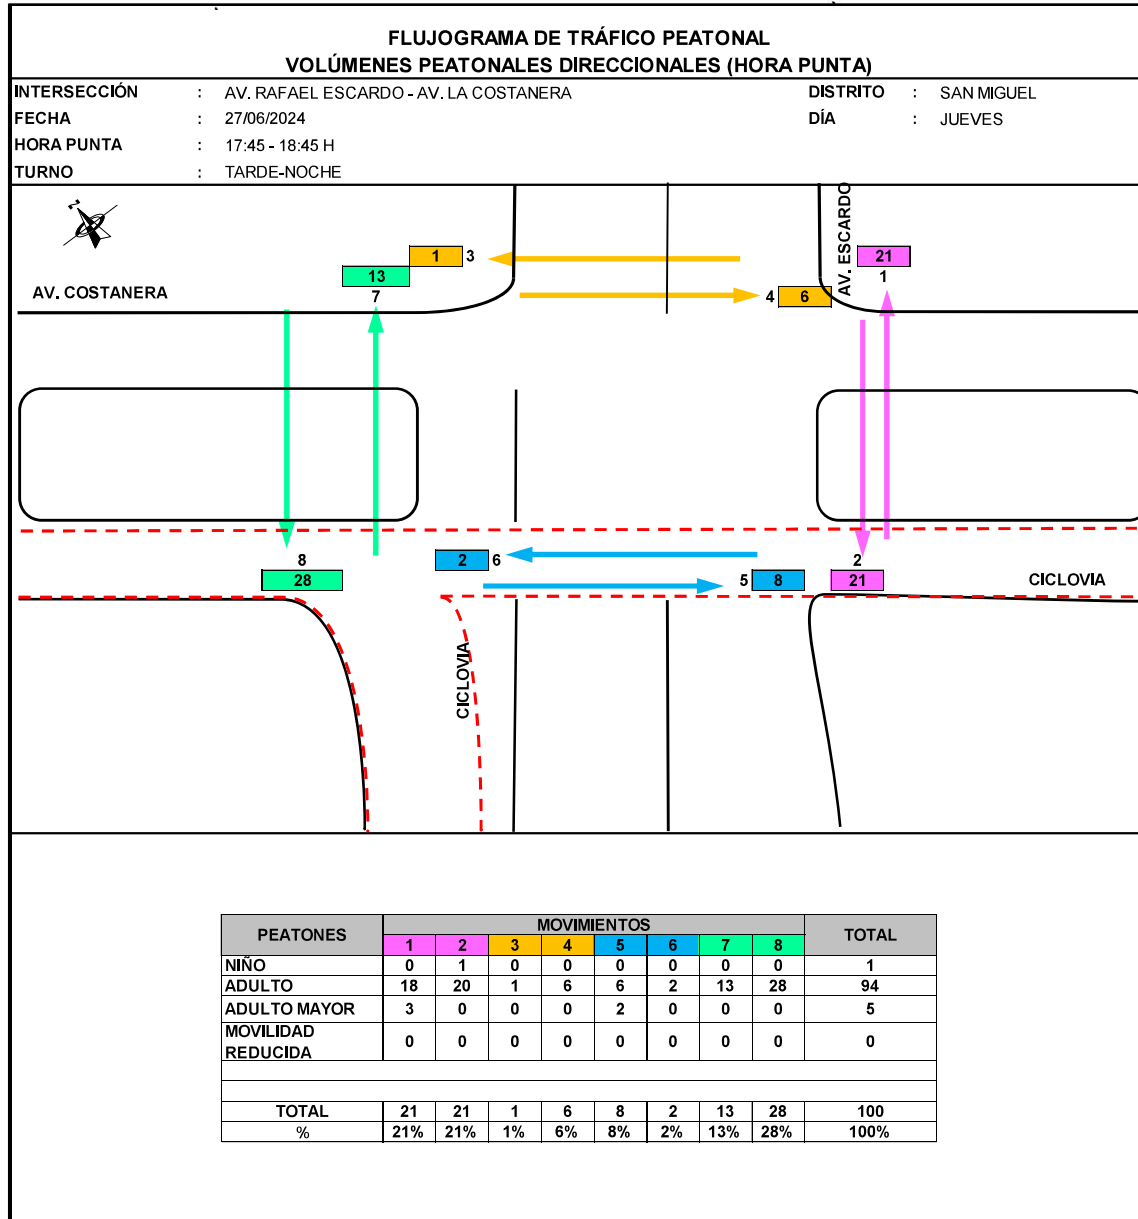 FLUJOGRAMA DE TRÁFICO PEATONAL
VOLÚMENES PEATONALES DIRECCIONALES (HORA PUNTA)
INTERSECCIÓN : AV. RAFAEL ESCARDO - AV. LA COSTANERA DISTRITO : SAN MIGUEL
FECHA : 27/06/2024 DÍA : JUEVES
HORA PUNTA : 17:45 - 18:45 H
TURNO : TARDE-NOCHE
N
AV. ESCARDO
1 3
21
13
1
7
AV. COSTANERA
4 6
8
28
2 6
5 8
2
21
CICLOVIA
CICLOVIA
PEATONES MOVIMIENTOS TOTAL
1 2 3 4 5 6 7 8
NIÑO 0 1 0 0 0 0 0 0 1
ADULTO 18 20 1 6 6 2 13 28 94
ADULTO MAYOR 3 0 0 0 2 0 0 0 5
MOVILIDAD
REDUCIDA 0 0 0 0 0 0 0 0 0
TOTAL 21 21 1 6 8 2 13 28 100
% 21% 21% 1% 6% 8% 2% 13% 28% 100%